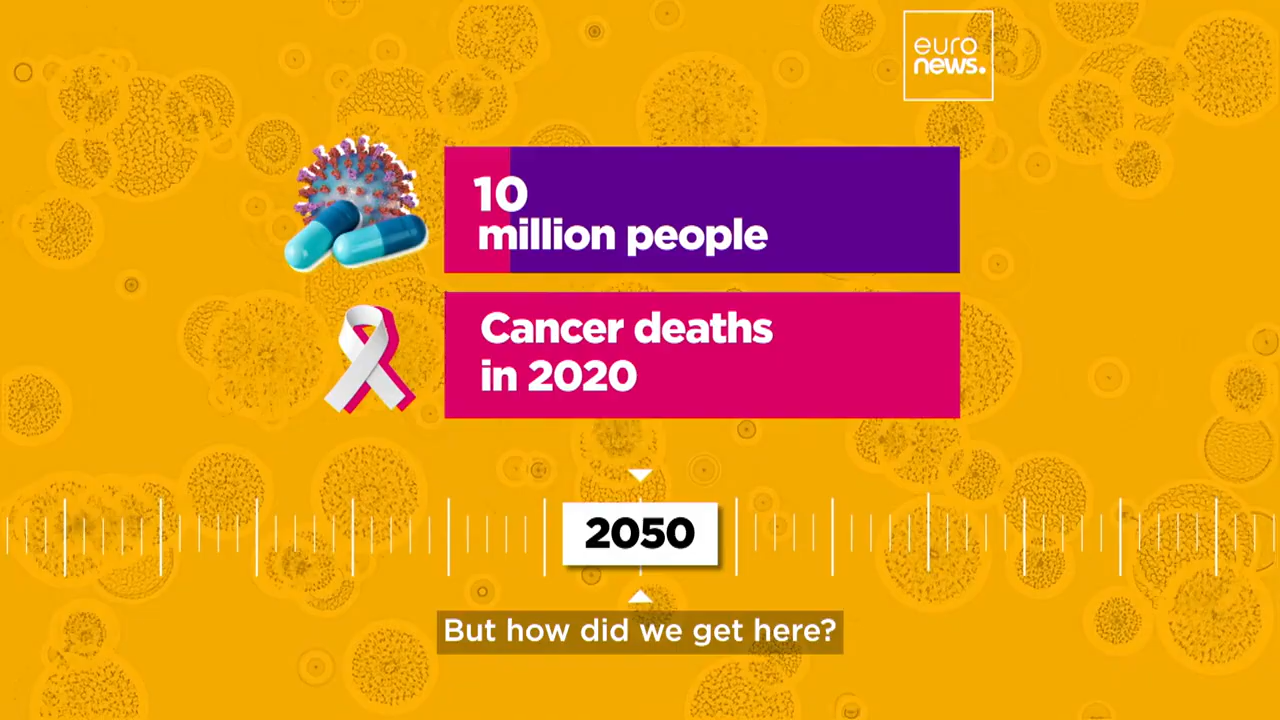 euro
news.
10
million people
Cancer deaths
in 2020
2050
But how did we get here?